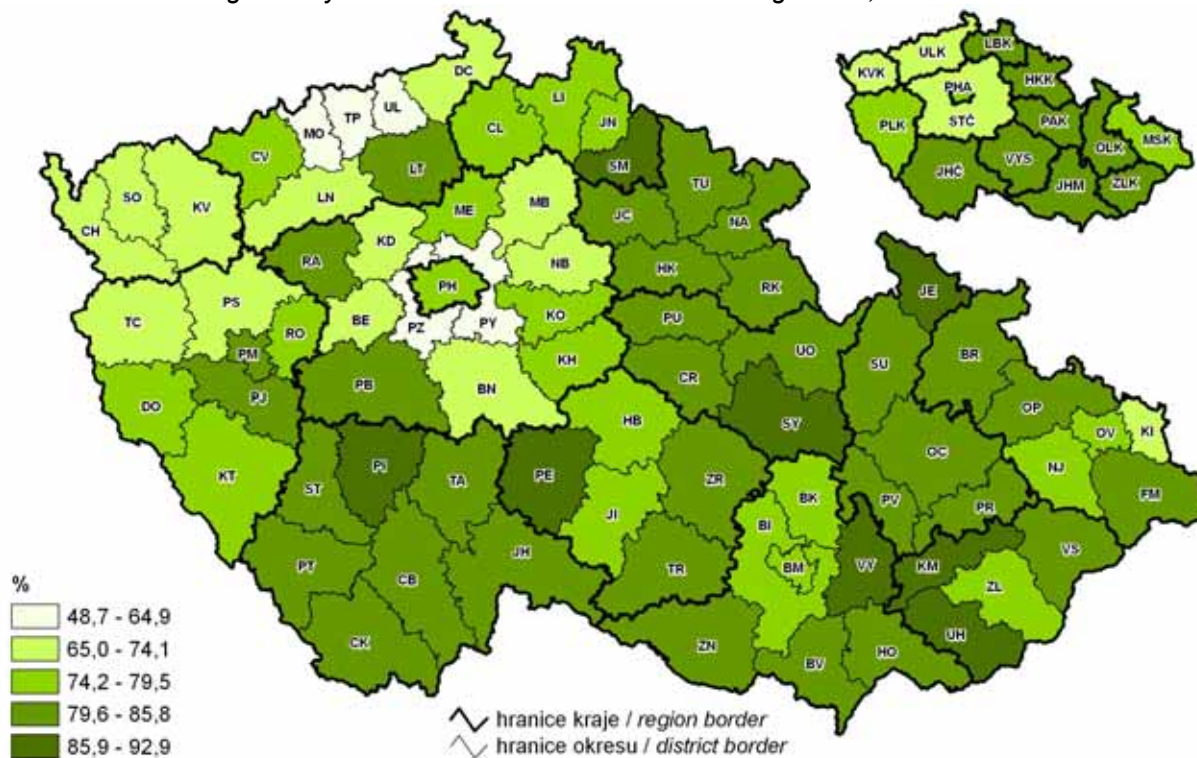 DC
UL
TP
MO
LI
JN
CL
CV
LT
SM
TU
LN
SO
KV
CH
ME
MB
JC
NA
KD
RA
NB
HK
RK
PH
PS
TC
RO
BE
PZ
PY
KO
PU
JE
PM
UO
SU
BR
KH
CR
PB
BN
PJ
DO
OP
HB
SY
OV
KI
OC
NJ
KT
PI
PE
ST
TA
ZR
BK
PV
PR
FM
JI
BI
VS
JH
BM
VY
KM
PT
CB
TR
ZL
UH
CK
ZN
HO
BV
ULK
LBK
KVK
PHA
HKK
STČ
PLK
PAK
MSK
OLK
VYS
JHČ
JHM
ZLK
%
48,7 - 64,9
65,0 - 74,1
74,2 - 79,5
79,6 - 85,8
85,9 - 92,9
hranice kraje / region border
hranice okresu / district border